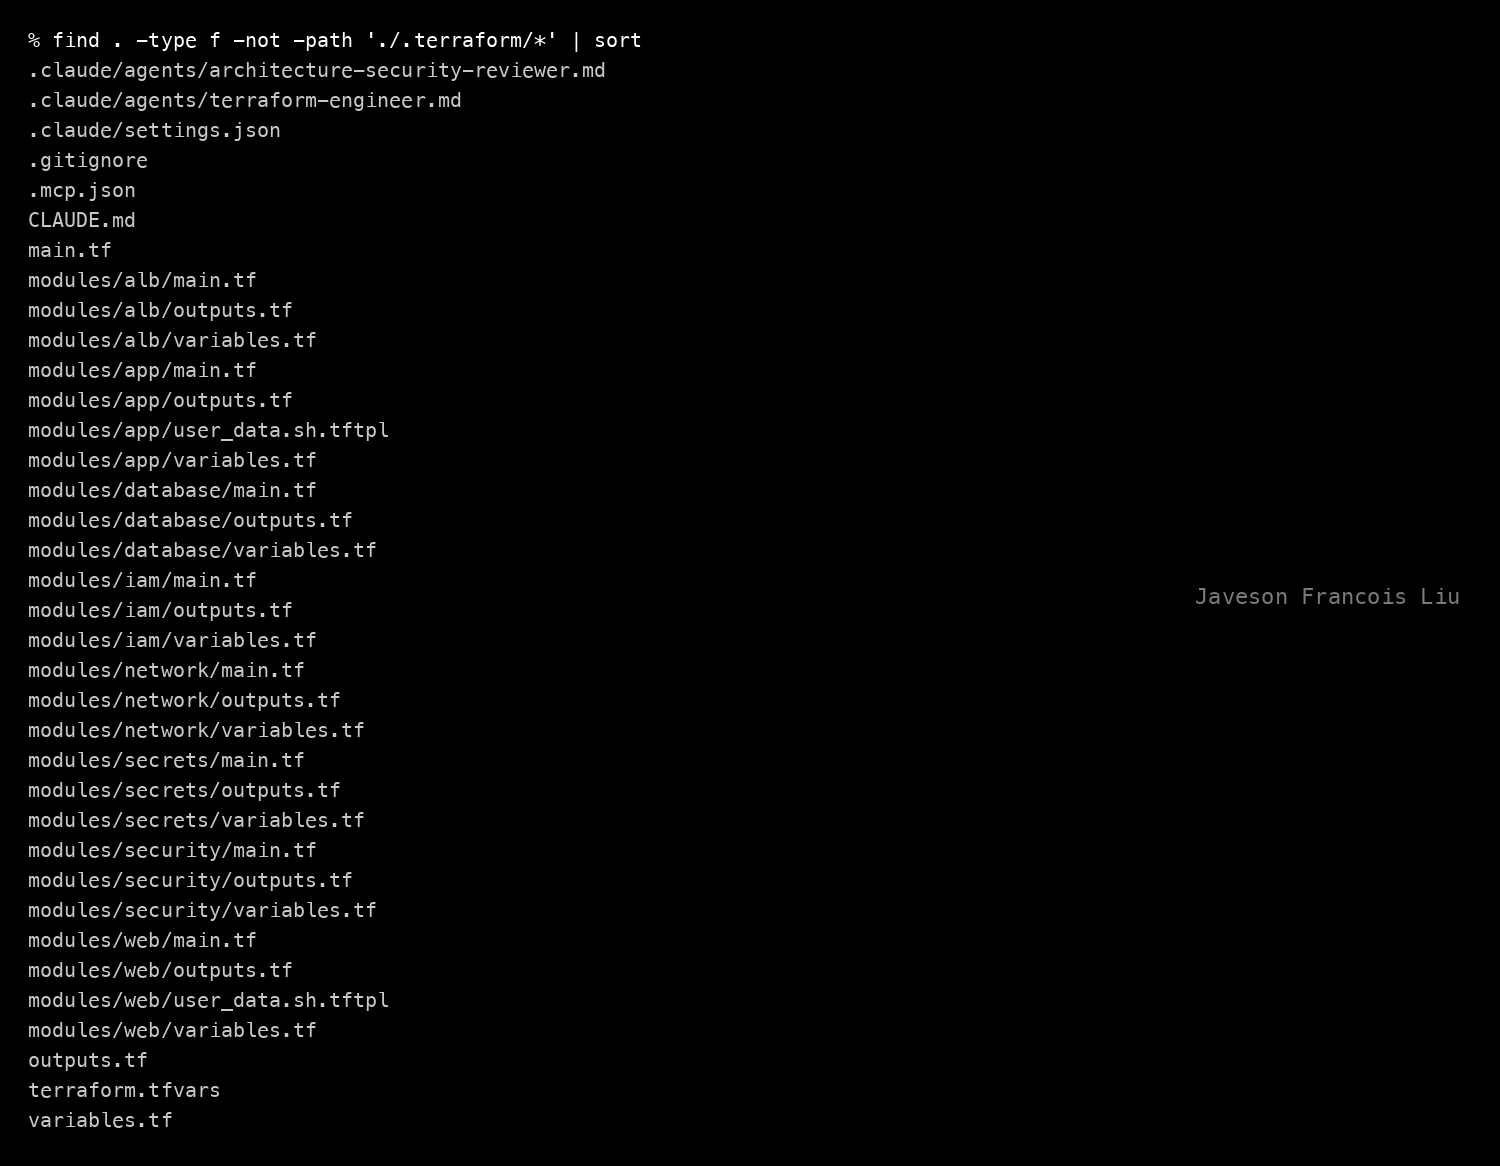 % find . -type f -not -path './.terraform/*' | sort
.claude/agents/architecture-security-reviewer.md
.claude/agents/terraform-engineer.md
.claude/settings.json
.gitignore
.mcp.json
CLAUDE.md
main.tf
modules/alb/main.tf
modules/alb/outputs.tf
modules/alb/variables.tf
modules/app/main.tf
modules/app/outputs.tf
modules/app/user_data.sh.tftpl
modules/app/variables.tf
modules/database/main.tf
modules/database/outputs.tf
modules/database/variables.tf
modules/iam/main.tf
Javeson Francois Liu
modules/iam/outputs.tf
modules/iam/variables.tf
modules/network/main.tf
modules/network/outputs.tf
modules/network/variables.tf
modules/secrets/main.tf
modules/secrets/outputs.tf
modules/secrets/variables.tf
modules/security/main.tf
modules/security/outputs.tf
modules/security/variables.tf
modules/web/main.tf
modules/web/outputs.tf
modules/web/user_data.sh.tftpl
modules/web/variables.tf
outputs.tf
terraform.tfvars
variables.tf